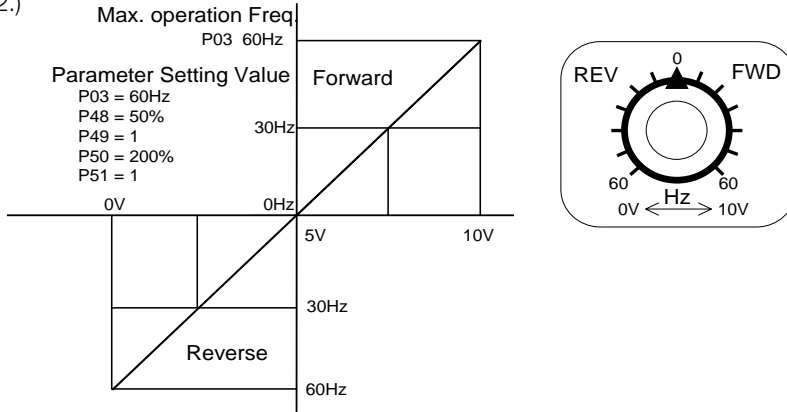 2.)
Max. operation Freq.
P03 60Hz
Parameter Setting Value
P03 = 60Hz
P48 = 50%
P49 = 1
P50 = 200%
P51 = 1
Forward
30Hz
0V
0Hz
5V
10V
30Hz
Reverse
60Hz
0
REV
FWD
60
60
Hz
0V
10V